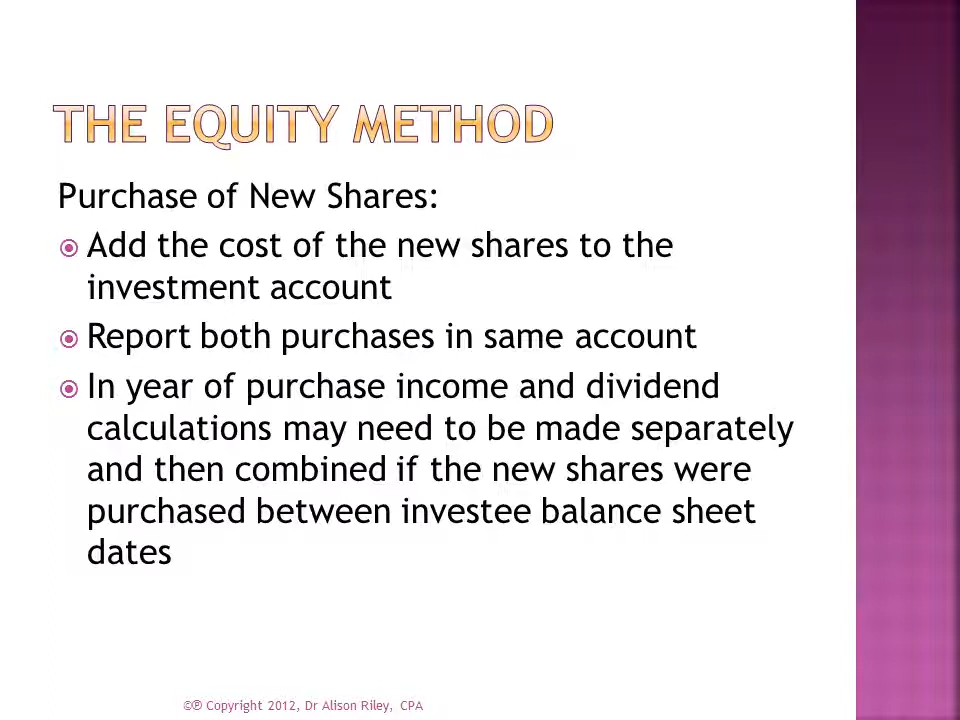 THE EQUITY METHOD
Purchase of New Shares:
Add the cost of the new shares to the
investment account
Report both purchases in same account
In year of purchase income and dividend
calculations may need to be made separately
and then combined if the new shares were
purchased between investee balance sheet
dates
©℗ Copyright 2012, Dr Alison Riley, CPA